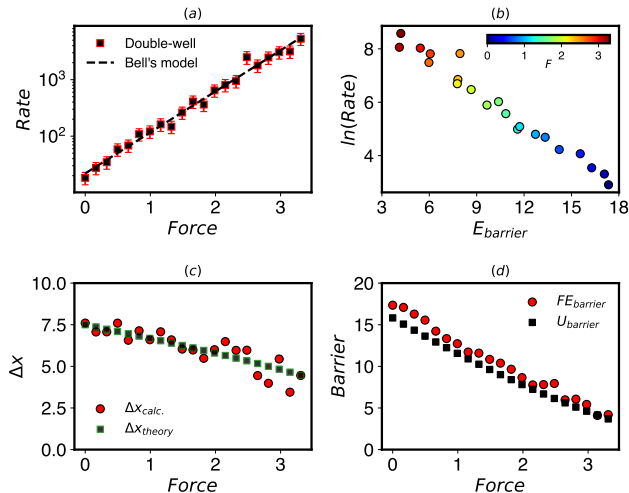 (a)
Rate
10³
10²
Double-well
Bell's model
0 1 2 3
Force
(b)
ln(Rate)
8
6
4
0 1 2 3
F
3 6 9 12 15 18
E_barrier
(c)
Δx
10.0
7.5
5.0
2.5
0.0
Δx_calc.
Δx_theory
0 1 2 3
Force
(d)
Barrier
20
15
10
5
0
FE_barrier
U_barrier
0 1 2 3
Force